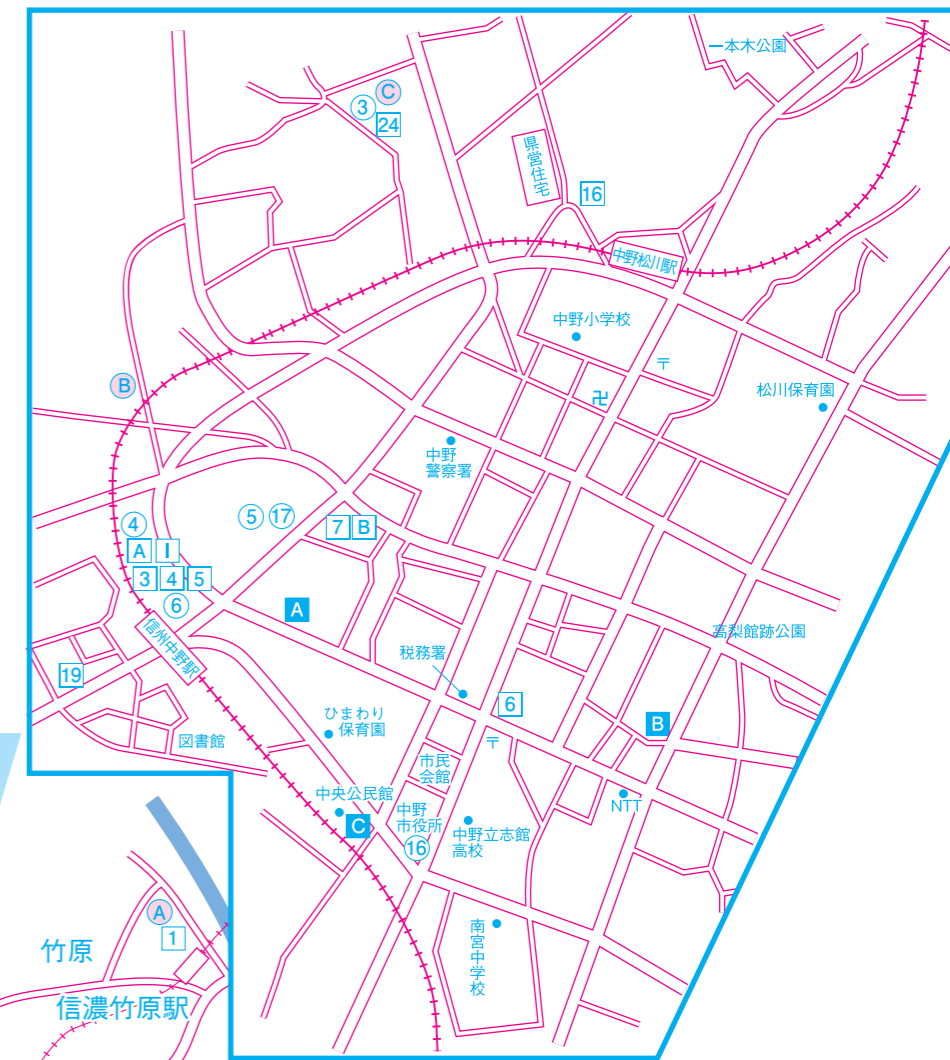 一本木公園
C
3
24
県営住宅
16
中野松川駅
中野小学校
〒
松川保育園
卍
B
中野
警察署
4
5 17
7 B
A I
3 4 5
6
A
信州中野駅
高梨館跡公園
税務署
19
6
B
ひまわり
保育園
図書館
〒
市民
会館
中央公民館
NTT
C
中野
市役所
16
中野立志館
高校
A
1
南宮中学校
竹原
信濃竹原駅